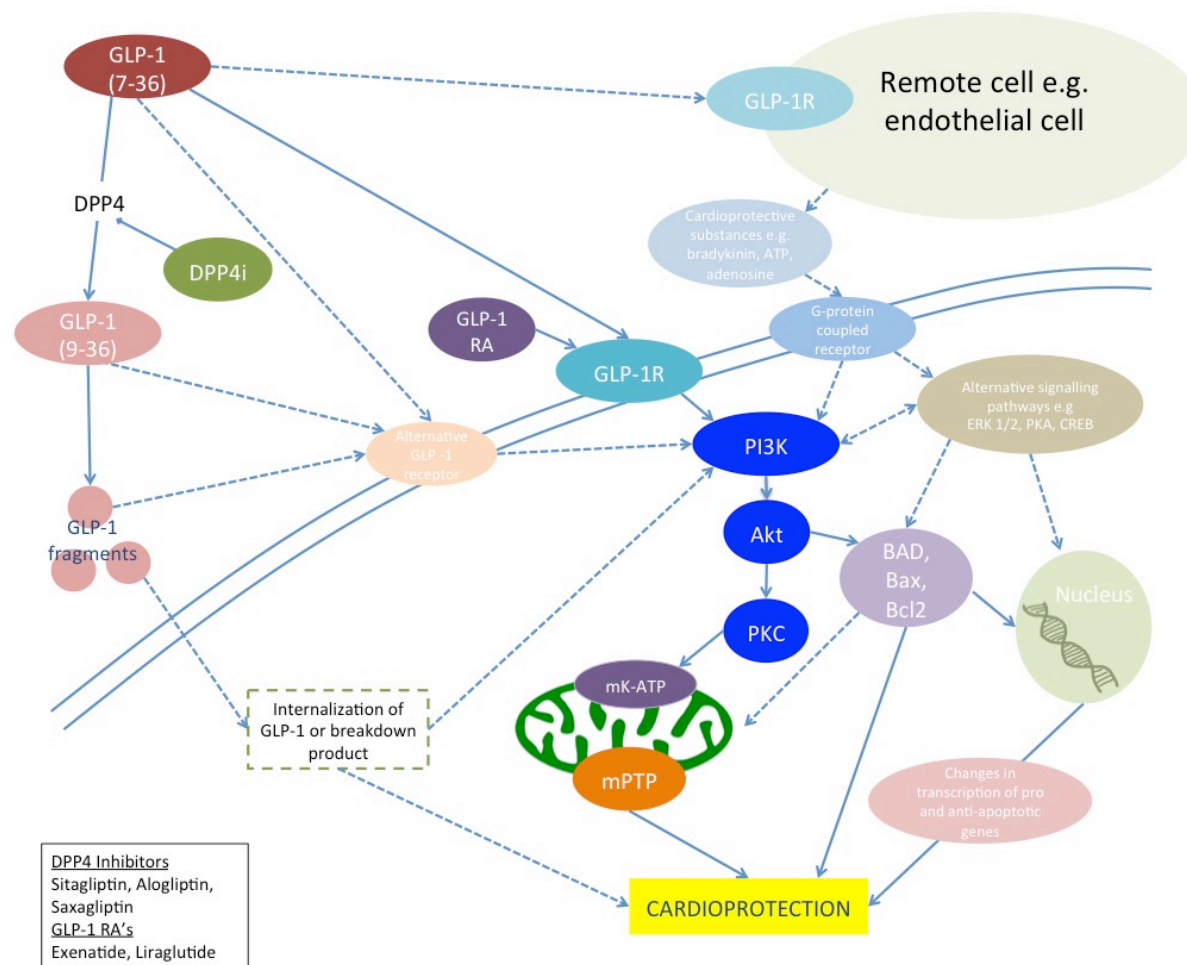 GLP-1
(7-36)
GLP-1R
Remote cell e.g.
endothelial cell
DPP4
Cardioprotective
substances e.g.
bradykinin, ATP,
adenosine
DPP4i
GLP-1
(9-36)
GLP-1
RA
G-protein
coupled
receptor
GLP-1R
Alternative signalling
pathways e.g
ERK 1/2, PKA, CREB
Alternative
GLP -1
receptor
PI3K
GLP-1
fragments
Akt
BAD,
Bax,
Bcl2
Nucleus
PKC
mK-ATP
Internalization of
GLP-1 or breakdown
product
mPTP
Changes in
transcription of pro
and anti-apoptotic
genes
CARDIOPROTECTION
DPP4 Inhibitors
Sitagliptin, Alogliptin,
Saxagliptin
GLP-1 RA's
Exenatide, Liraglutide